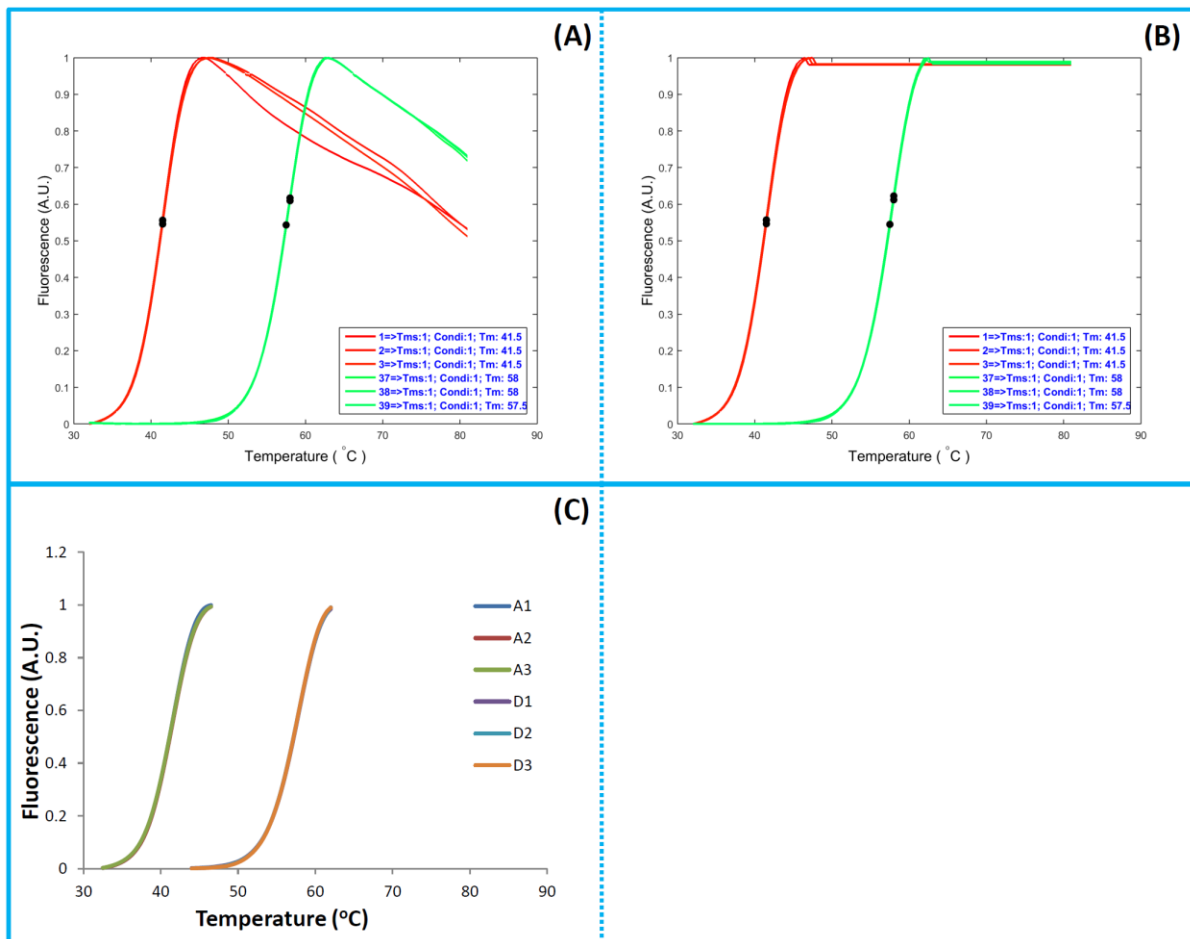 (A)
Fluorescence (A.U.)
1
0.9
0.8
0.7
0.6
0.5
0.4
0.3
0.2
0.1
0
30 40 50 60 70 80 90
Temperature ( °C )
1=>Tms:1; Condi:1; Tm: 41.5
2=>Tms:1; Condi:1; Tm: 41.5
3=>Tms:1; Condi:1; Tm: 41.5
37=>Tms:1; Condi:1; Tm: 58
38=>Tms:1; Condi:1; Tm: 58
39=>Tms:1; Condi:1; Tm: 57.5
(B)
Fluorescence (A.U.)
1
0.9
0.8
0.7
0.6
0.5
0.4
0.3
0.2
0.1
0
30 40 50 60 70 80 90
Temperature ( °C )
1=>Tms:1; Condi:1; Tm: 41.5
2=>Tms:1; Condi:1; Tm: 41.5
3=>Tms:1; Condi:1; Tm: 41.5
37=>Tms:1; Condi:1; Tm: 58
38=>Tms:1; Condi:1; Tm: 58
39=>Tms:1; Condi:1; Tm: 57.5
(C)
Fluorescence (A.U.)
1.2
1
0.8
0.6
0.4
0.2
0
30 40 50 60 70 80 90
Temperature (°C)
A1
A2
A3
D1
D2
D3